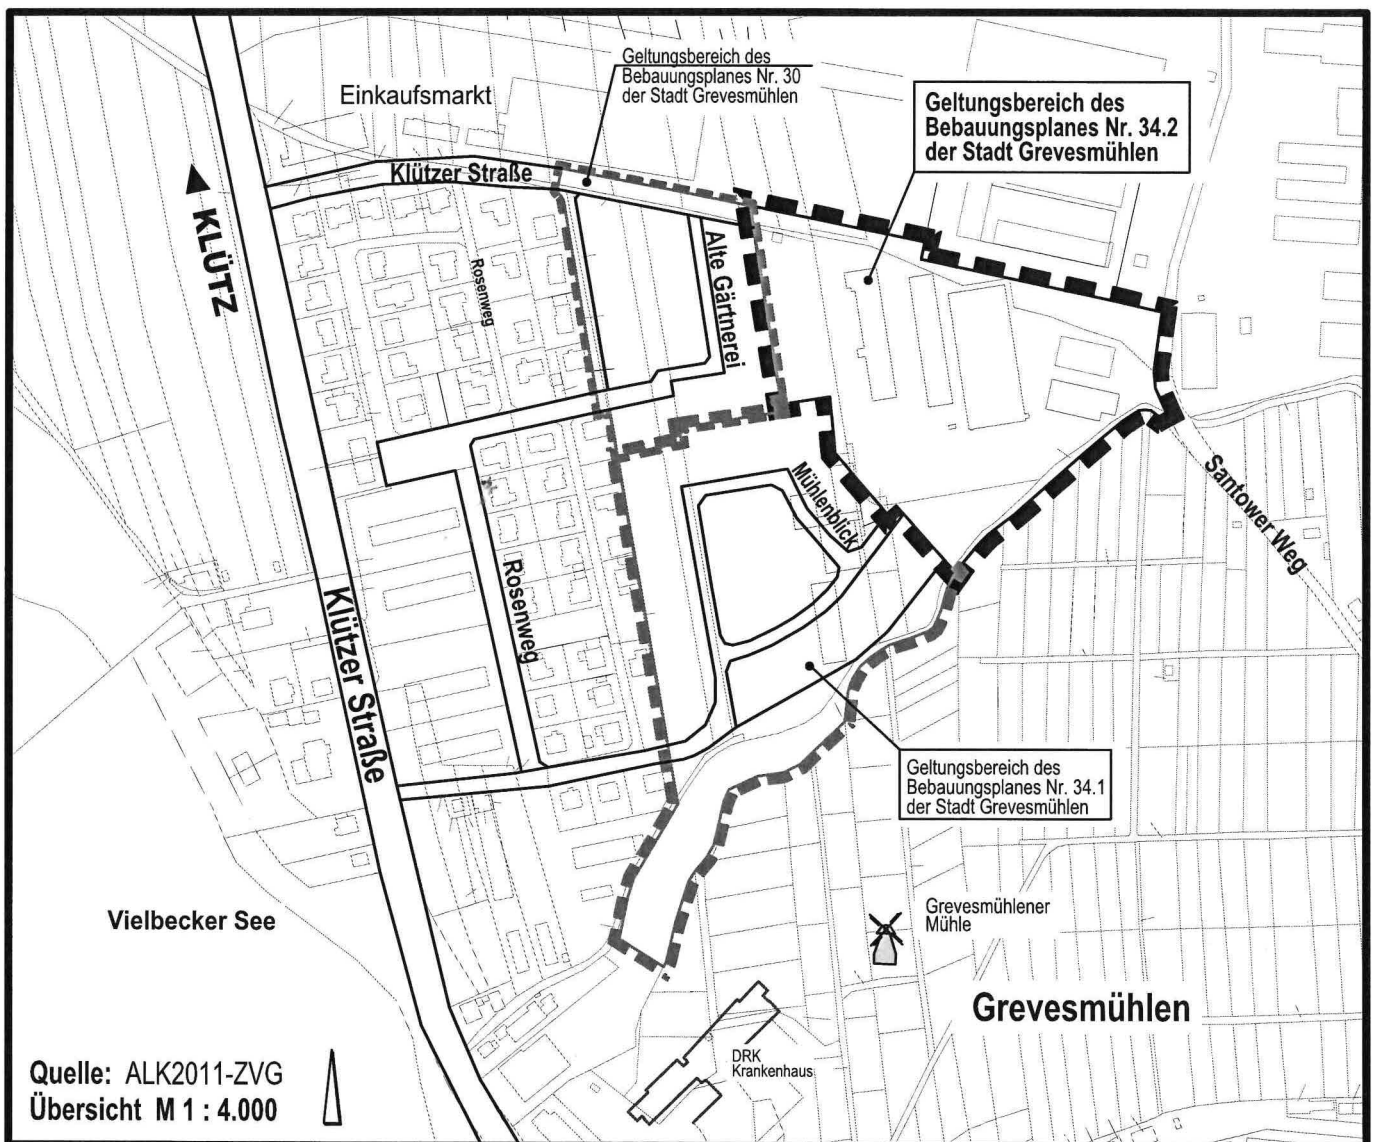 Geltungsbereich des
Bebauungsplanes Nr. 30
der Stadt Grevesmühlen
Einkaufsmarkt
Geltungsbereich des
Bebauungsplanes Nr. 34.2
der Stadt Grevesmühlen
Klützer Straße
KLÜTZ
Rosenweg
Alte Gärtnerei
Mühlenblick
Santower Weg
Rosenweg
Klützer Straße
Geltungsbereich des
Bebauungsplanes Nr. 34.1
der Stadt Grevesmühlen
Vielbecker See
Grevesmühlener
Mühle
Grevesmühlen
DRK
Krankenhaus
Quelle: ALK2011-ZVG
Übersicht M 1 : 4.000